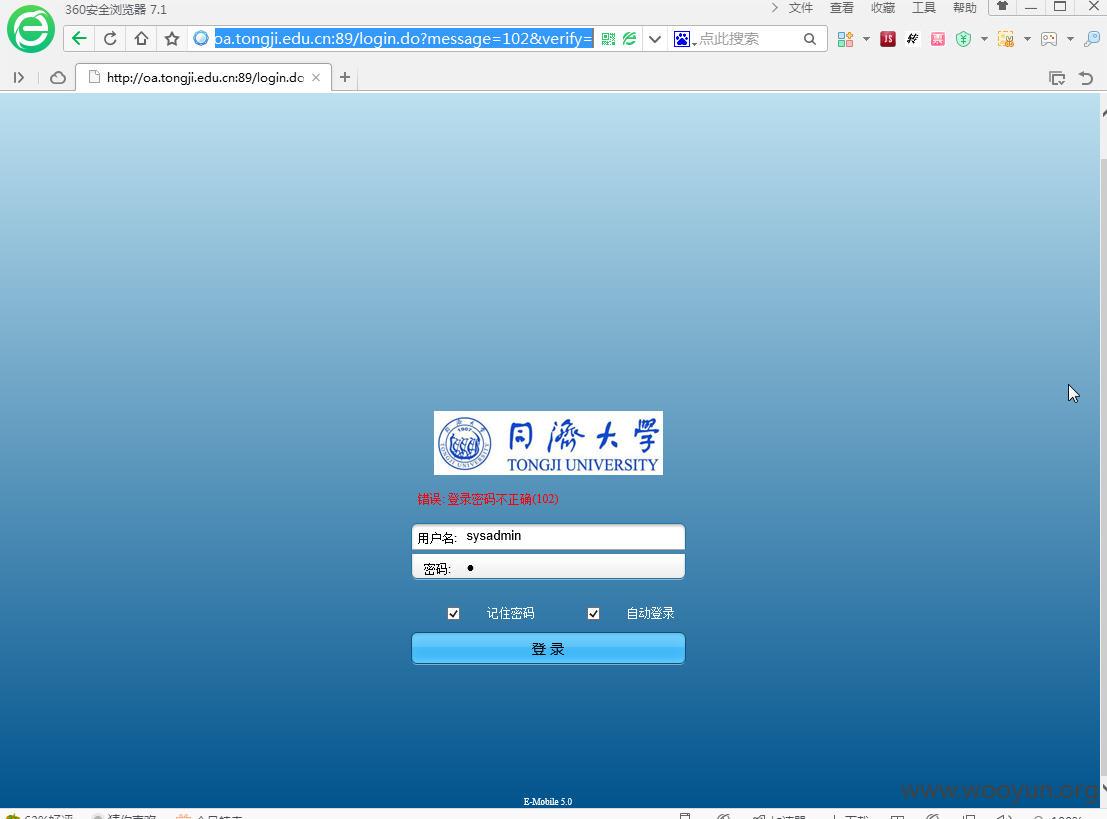 360安全浏览器 7.1
文件 查看 收藏 工具 帮助
oa.tongji.edu.cn:89/login.do?message=102&verify=
点此搜索
http://oa.tongji.edu.cn:89/login.do
同濟大學
TONGJI UNIVERSITY
错误: 登录密码不正确(102)
用户名: sysadmin
密码: ●
记住密码 自动登录
登 录
www.wooyun.org
E-Mobile 5.0